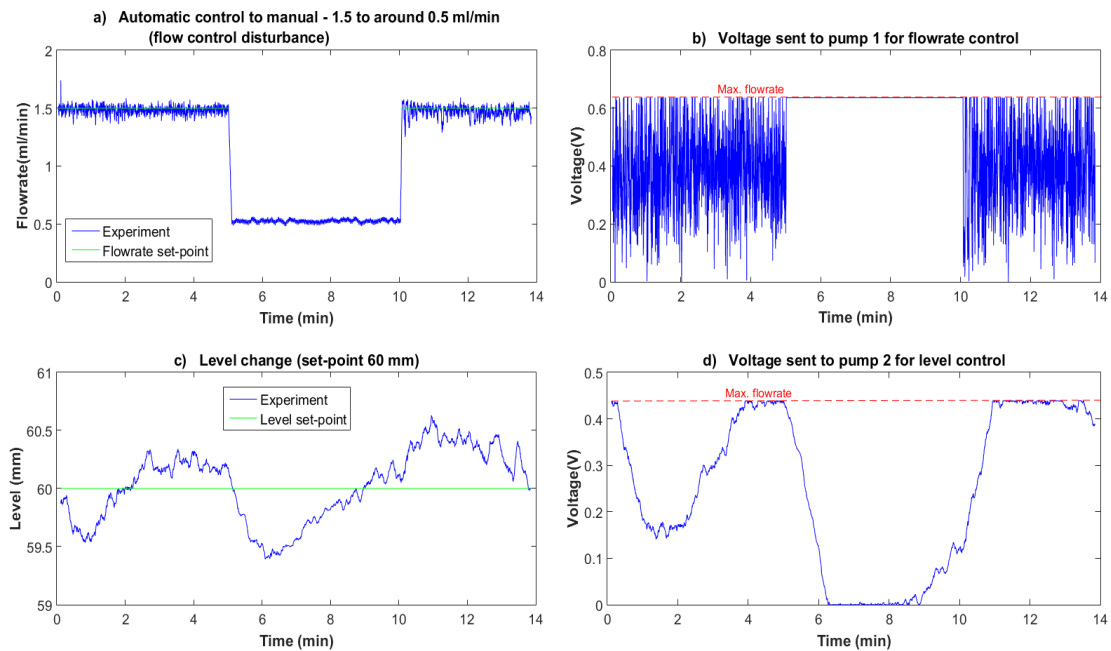 a) Automatic control to manual - 1.5 to around 0.5 ml/min
(flow control disturbance)
2
1.5
1
0.5
0
Flowrate(ml/min)
Experiment
Flowrate set-point
0 2 4 6 8 10 12 14
Time (min)
b) Voltage sent to pump 1 for flowrate control
0.8
0.6
0.4
0.2
0
Voltage(V)
Max. flowrate
0 2 4 6 8 10 12 14
Time (min)
c) Level change (set-point 60 mm)
61
60.5
60
59.5
59
Level (mm)
Experiment
Level set-point
0 2 4 6 8 10 12 14
Time (min)
d) Voltage sent to pump 2 for level control
0.5
0.4
0.3
0.2
0.1
0
Voltage(V)
Max. flowrate
0 2 4 6 8 10 12 14
Time (min)